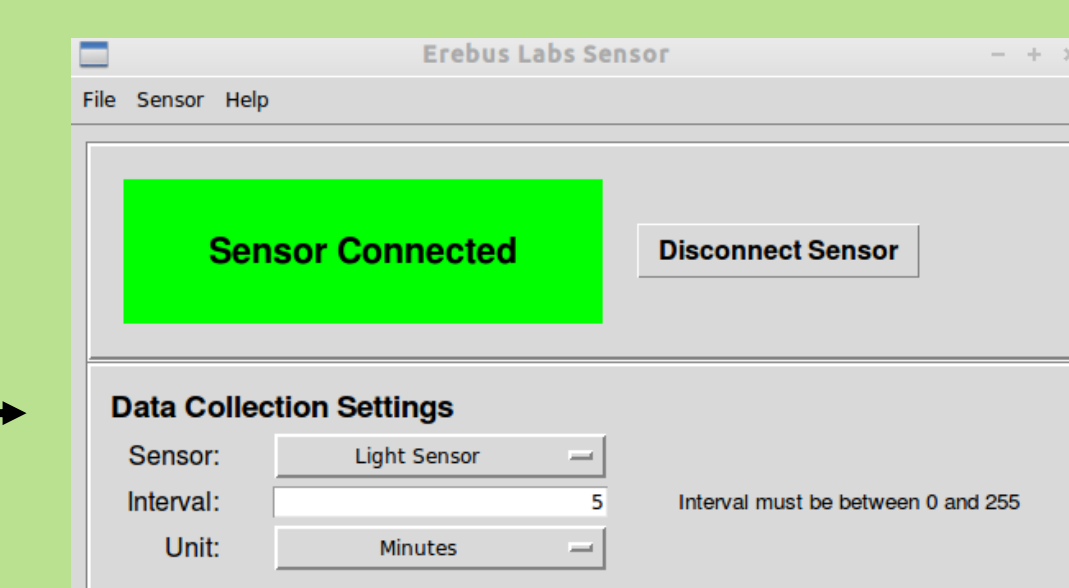 Erebus Labs Sensor
File Sensor Help
Sensor Connected
Disconnect Sensor
Data Collection Settings
Sensor: Light Sensor
Interval: 5 Interval must be between 0 and 255
Unit: Minutes